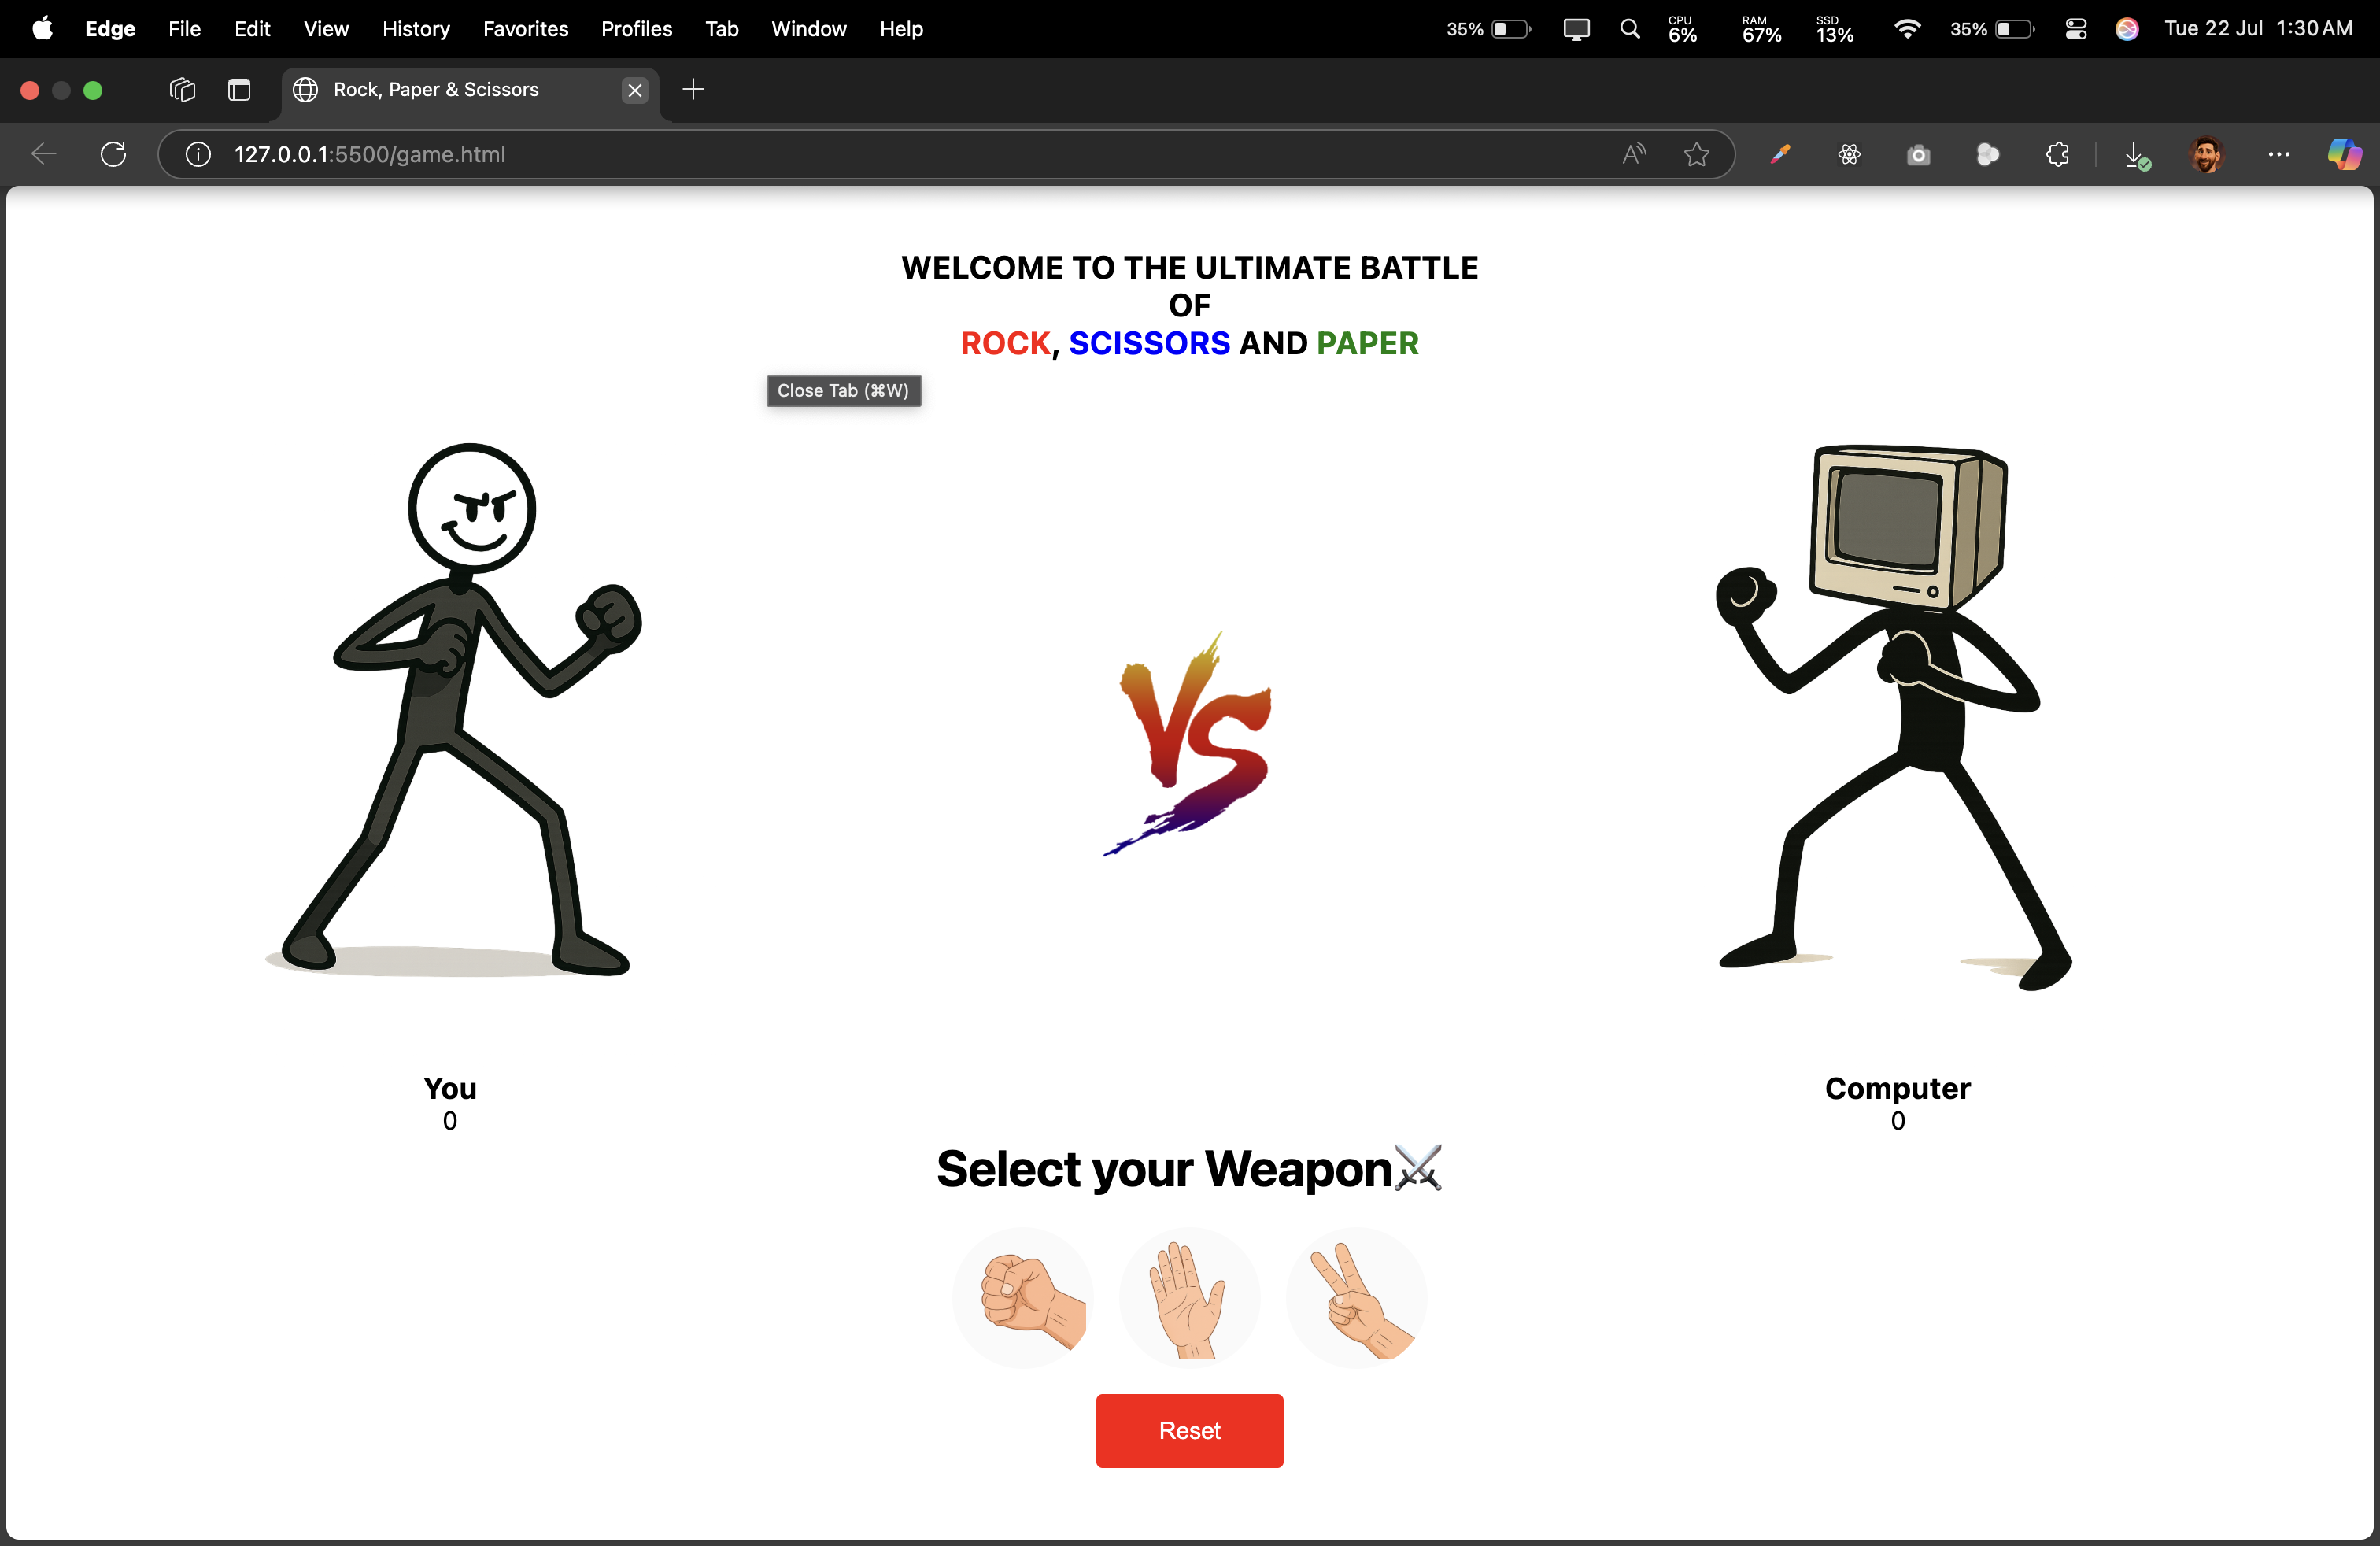 Edge File Edit View History Favorites Profiles Tab Window Help 35% CPU 6% RAM 67% SSD 13% 35% Tue 22 Jul 1:30 AM
Rock, Paper & Scissors
127.0.0.1:5500/game.html
WELCOME TO THE ULTIMATE BATTLE
OF
ROCK, SCISSORS AND PAPER
Close Tab (⌘W)
VS
You
0
Computer
0
Select your Weapon⚔️
Reset